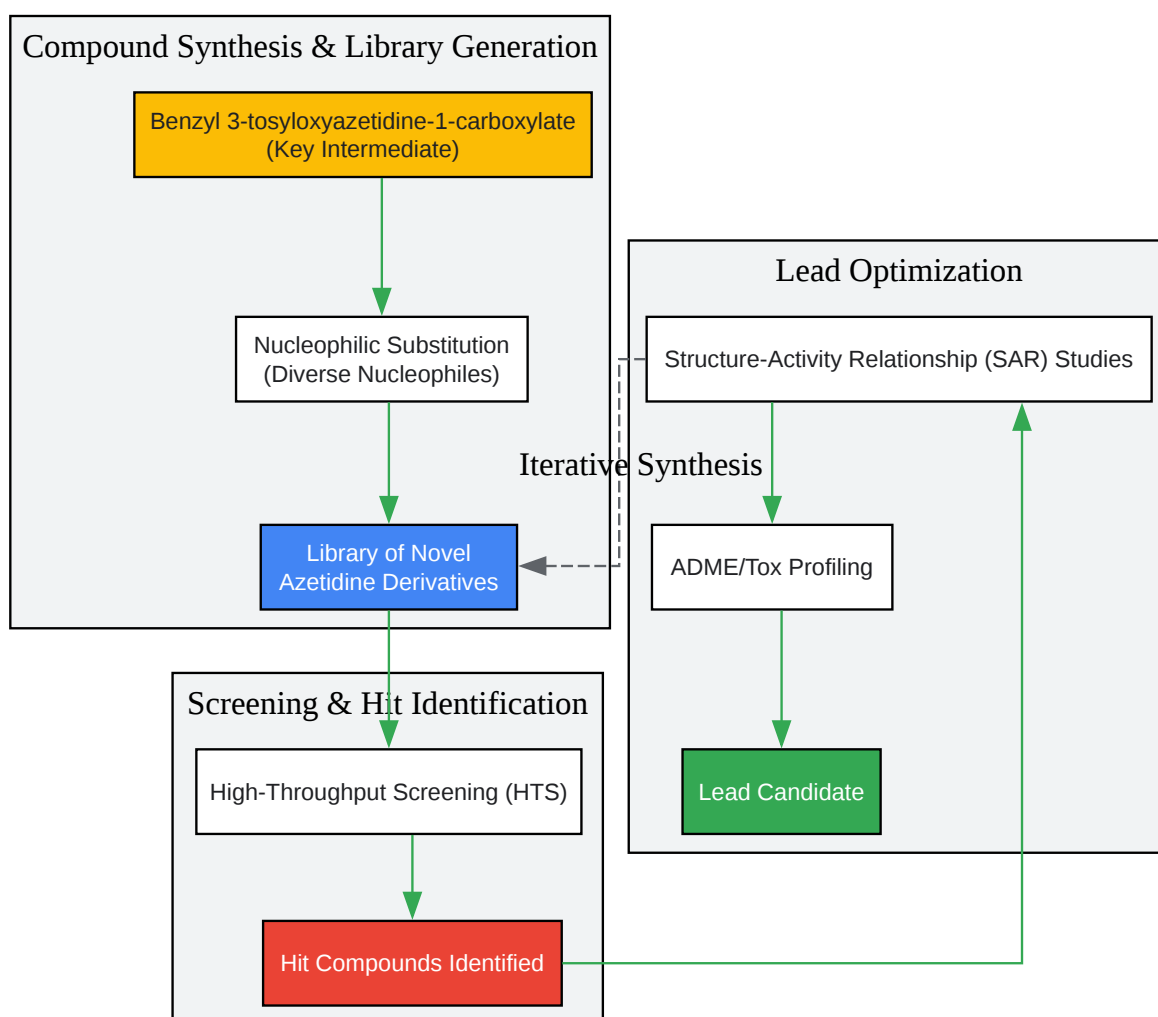 Compound Synthesis & Library Generation
Benzyl 3-tosyloxyazetidine-1-carboxylate
(Key Intermediate)
Nucleophilic Substitution
(Diverse Nucleophiles)
Library of Novel
Azetidine Derivatives
Screening & Hit Identification
High-Throughput Screening (HTS)
Hit Compounds Identified
Lead Optimization
Structure-Activity Relationship (SAR) Studies
Iterative Synthesis
ADME/Tox Profiling
Lead Candidate